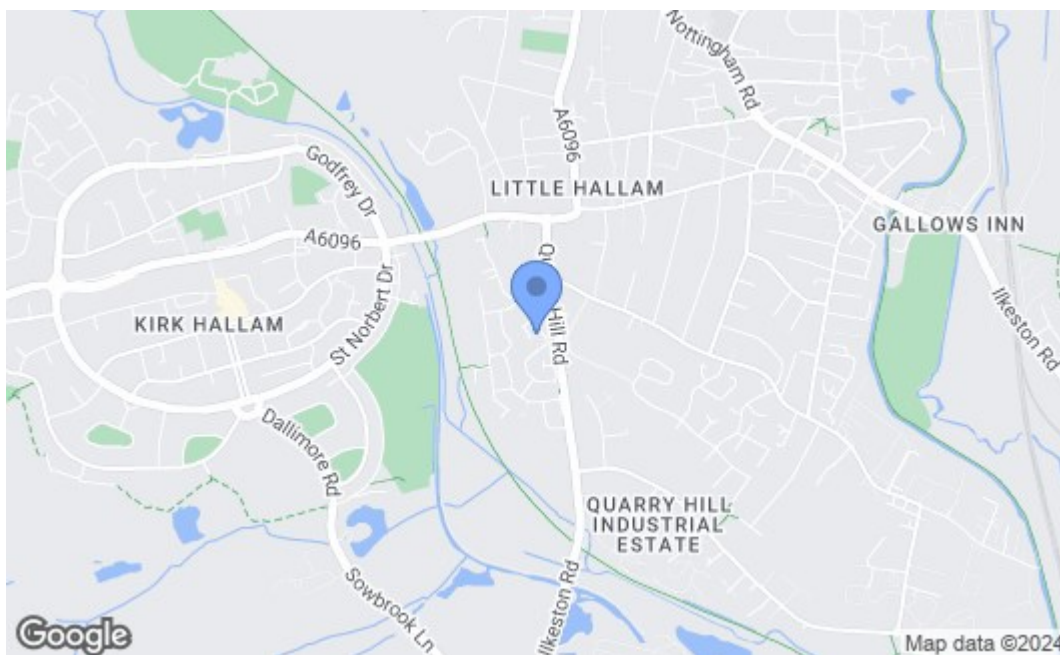 Nottingham Rd
A6096
Godfrey Dr
LITTLE HALLAM
GALLOWS INN
A6096
Qu
Hill Rd
KIRK HALLAM
St Norbert Dr
Ilkeston Rd
Dallimore Rd
QUARRY HILL
INDUSTRIAL
ESTATE
Sowbrook Ln
Ilkeston Rd
Google
Map data ©2024